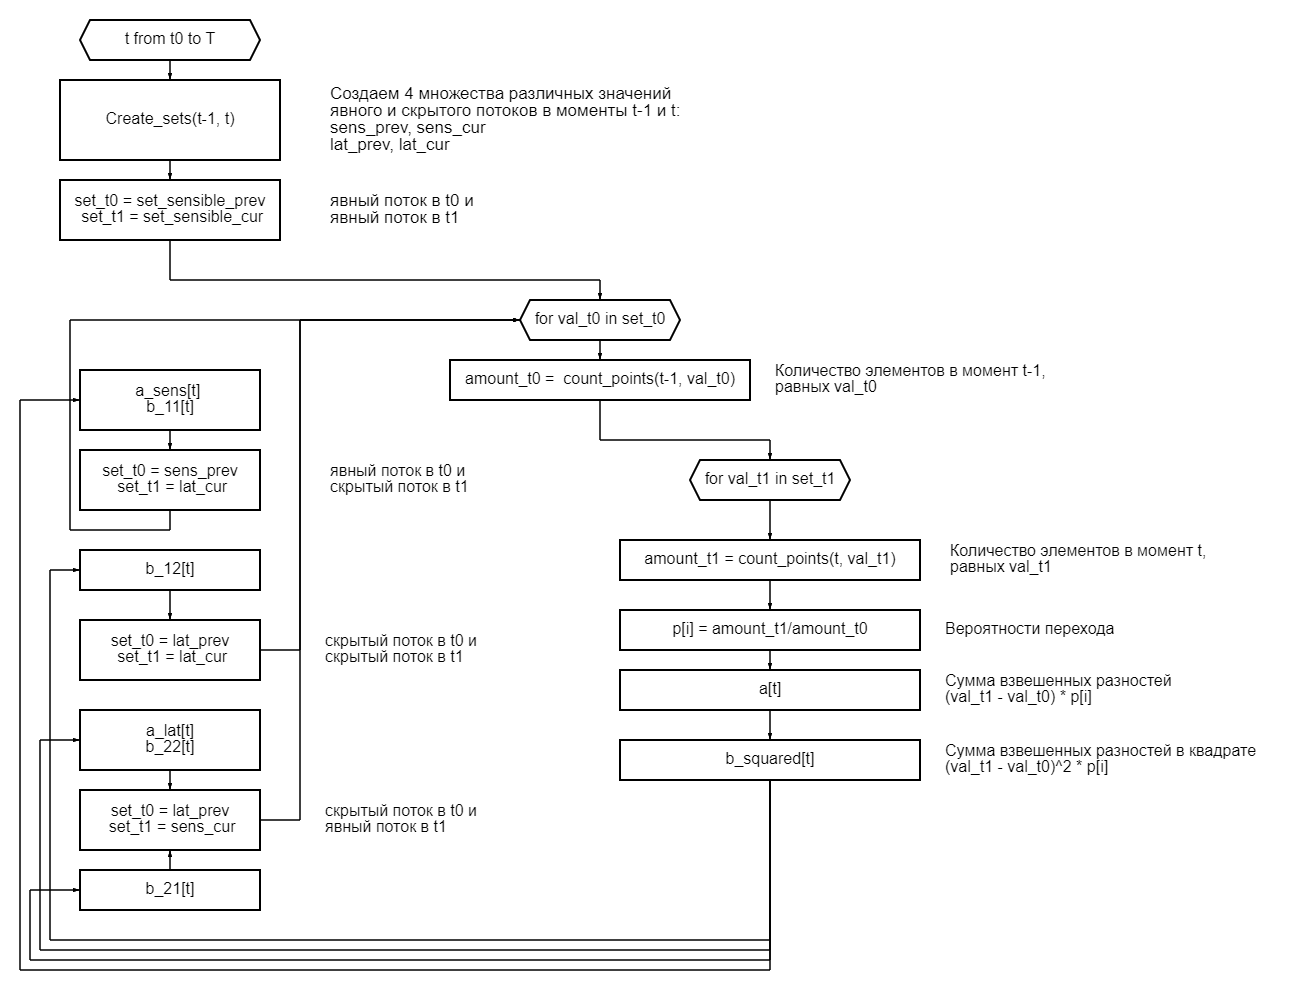 t from t0 to T
Create_sets(t-1, t)
Создаем 4 множества различных значений
явного и скрытого потоков в моменты t-1 и t:
sens_prev, sens_cur
lat_prev, lat_cur
set_t0 = set_sensible_prev
set_t1 = set_sensible_cur
явный поток в t0 и
явный поток в t1
for val_t0 in set_t0
amount_t0 = count_points(t-1, val_t0)
Количество элементов в момент t-1,
равных val_t0
a_sens[t]
b_11[t]
set_t0 = sens_prev
set_t1 = lat_cur
явный поток в t0 и
скрытый поток в t1
for val_t1 in set_t1
amount_t1 = count_points(t, val_t1)
Количество элементов в момент t,
равных val_t1
b_12[t]
p[i] = amount_t1/amount_t0
Вероятности перехода
set_t0 = lat_prev
set_t1 = lat_cur
скрытый поток в t0 и
скрытый поток в t1
a[t]
Сумма взвешенных разностей
(val_t1 - val_t0) * p[i]
a_lat[t]
b_22[t]
b_squared[t]
Сумма взвешенных разностей в квадрате
(val_t1 - val_t0)^2 * p[i]
set_t0 = lat_prev
set_t1 = sens_cur
скрытый поток в t0 и
явный поток в t1
b_21[t]